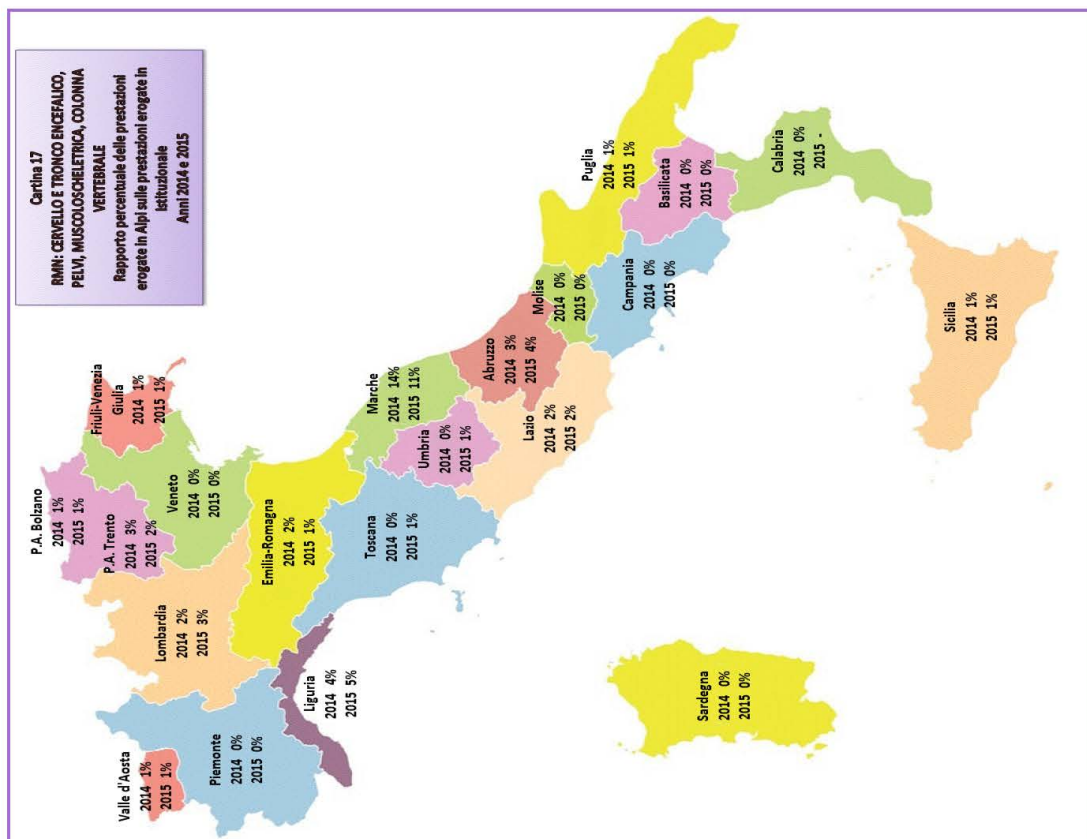 Cartina 17
RMN: CERVELLO E TRONCO ENCEFALICO,
PELVI, MUSCOLOSCHELETRICA, COLONNA
VERTEBRALE
Rapporto percentuale delle prestazioni
erogate in Alpi sulle prestazioni erogate in
Istituzionale
Anni 2014 e 2015
P.A. Bolzano
2014 1%
2015 1%
P.A. Trento
2014 3%
2015 2%
Friuli-Venezia
Giulia
2014 1%
2015 1%
Veneto
2014 0%
2015 0%
Valle d'Aosta
2014 1%
2015 1%
Lombardia
2014 2%
2015 3%
Piemonte
2014 0%
2015 0%
Emilia-Romagna
2014 2%
2015 1%
Liguria
2014 4%
2015 5%
Toscana
2014 0%
2015 1%
Marche
2014 14%
2015 11%
Umbria
2014 0%
2015 1%
Abruzzo
2014 3%
2015 4%
Lazio
2014 2%
2015 2%
Molise
2014 0%
2015 0%
Puglia
2014 1%
2015 1%
Campania
2014 0%
2015 0%
Basilicata
2014 0%
2015 0%
Calabria
2014 0%
2015 -
Sardegna
2014 0%
2015 0%
Sicilia
2014 1%
2015 1%